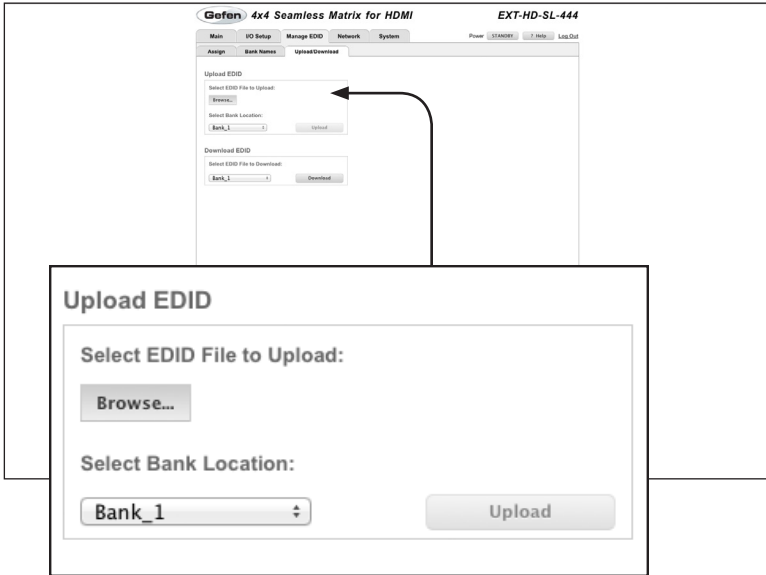 Gefen 4x4 Seamless Matrix for HDMI EXT-HD-SL-444
Main I/O Setup Manage EDID Network System Power STANDBY ? Help Log Out
Assign Bank Names Upload/Download
Upload EDID
Select EDID File to Upload:
Browse...
Select Bank Location:
Bank_1 Upload
Download EDID
Select EDID File to Download:
Bank_1 Download
Upload EDID
Select EDID File to Upload:
Browse...
Select Bank Location:
Bank_1 Upload